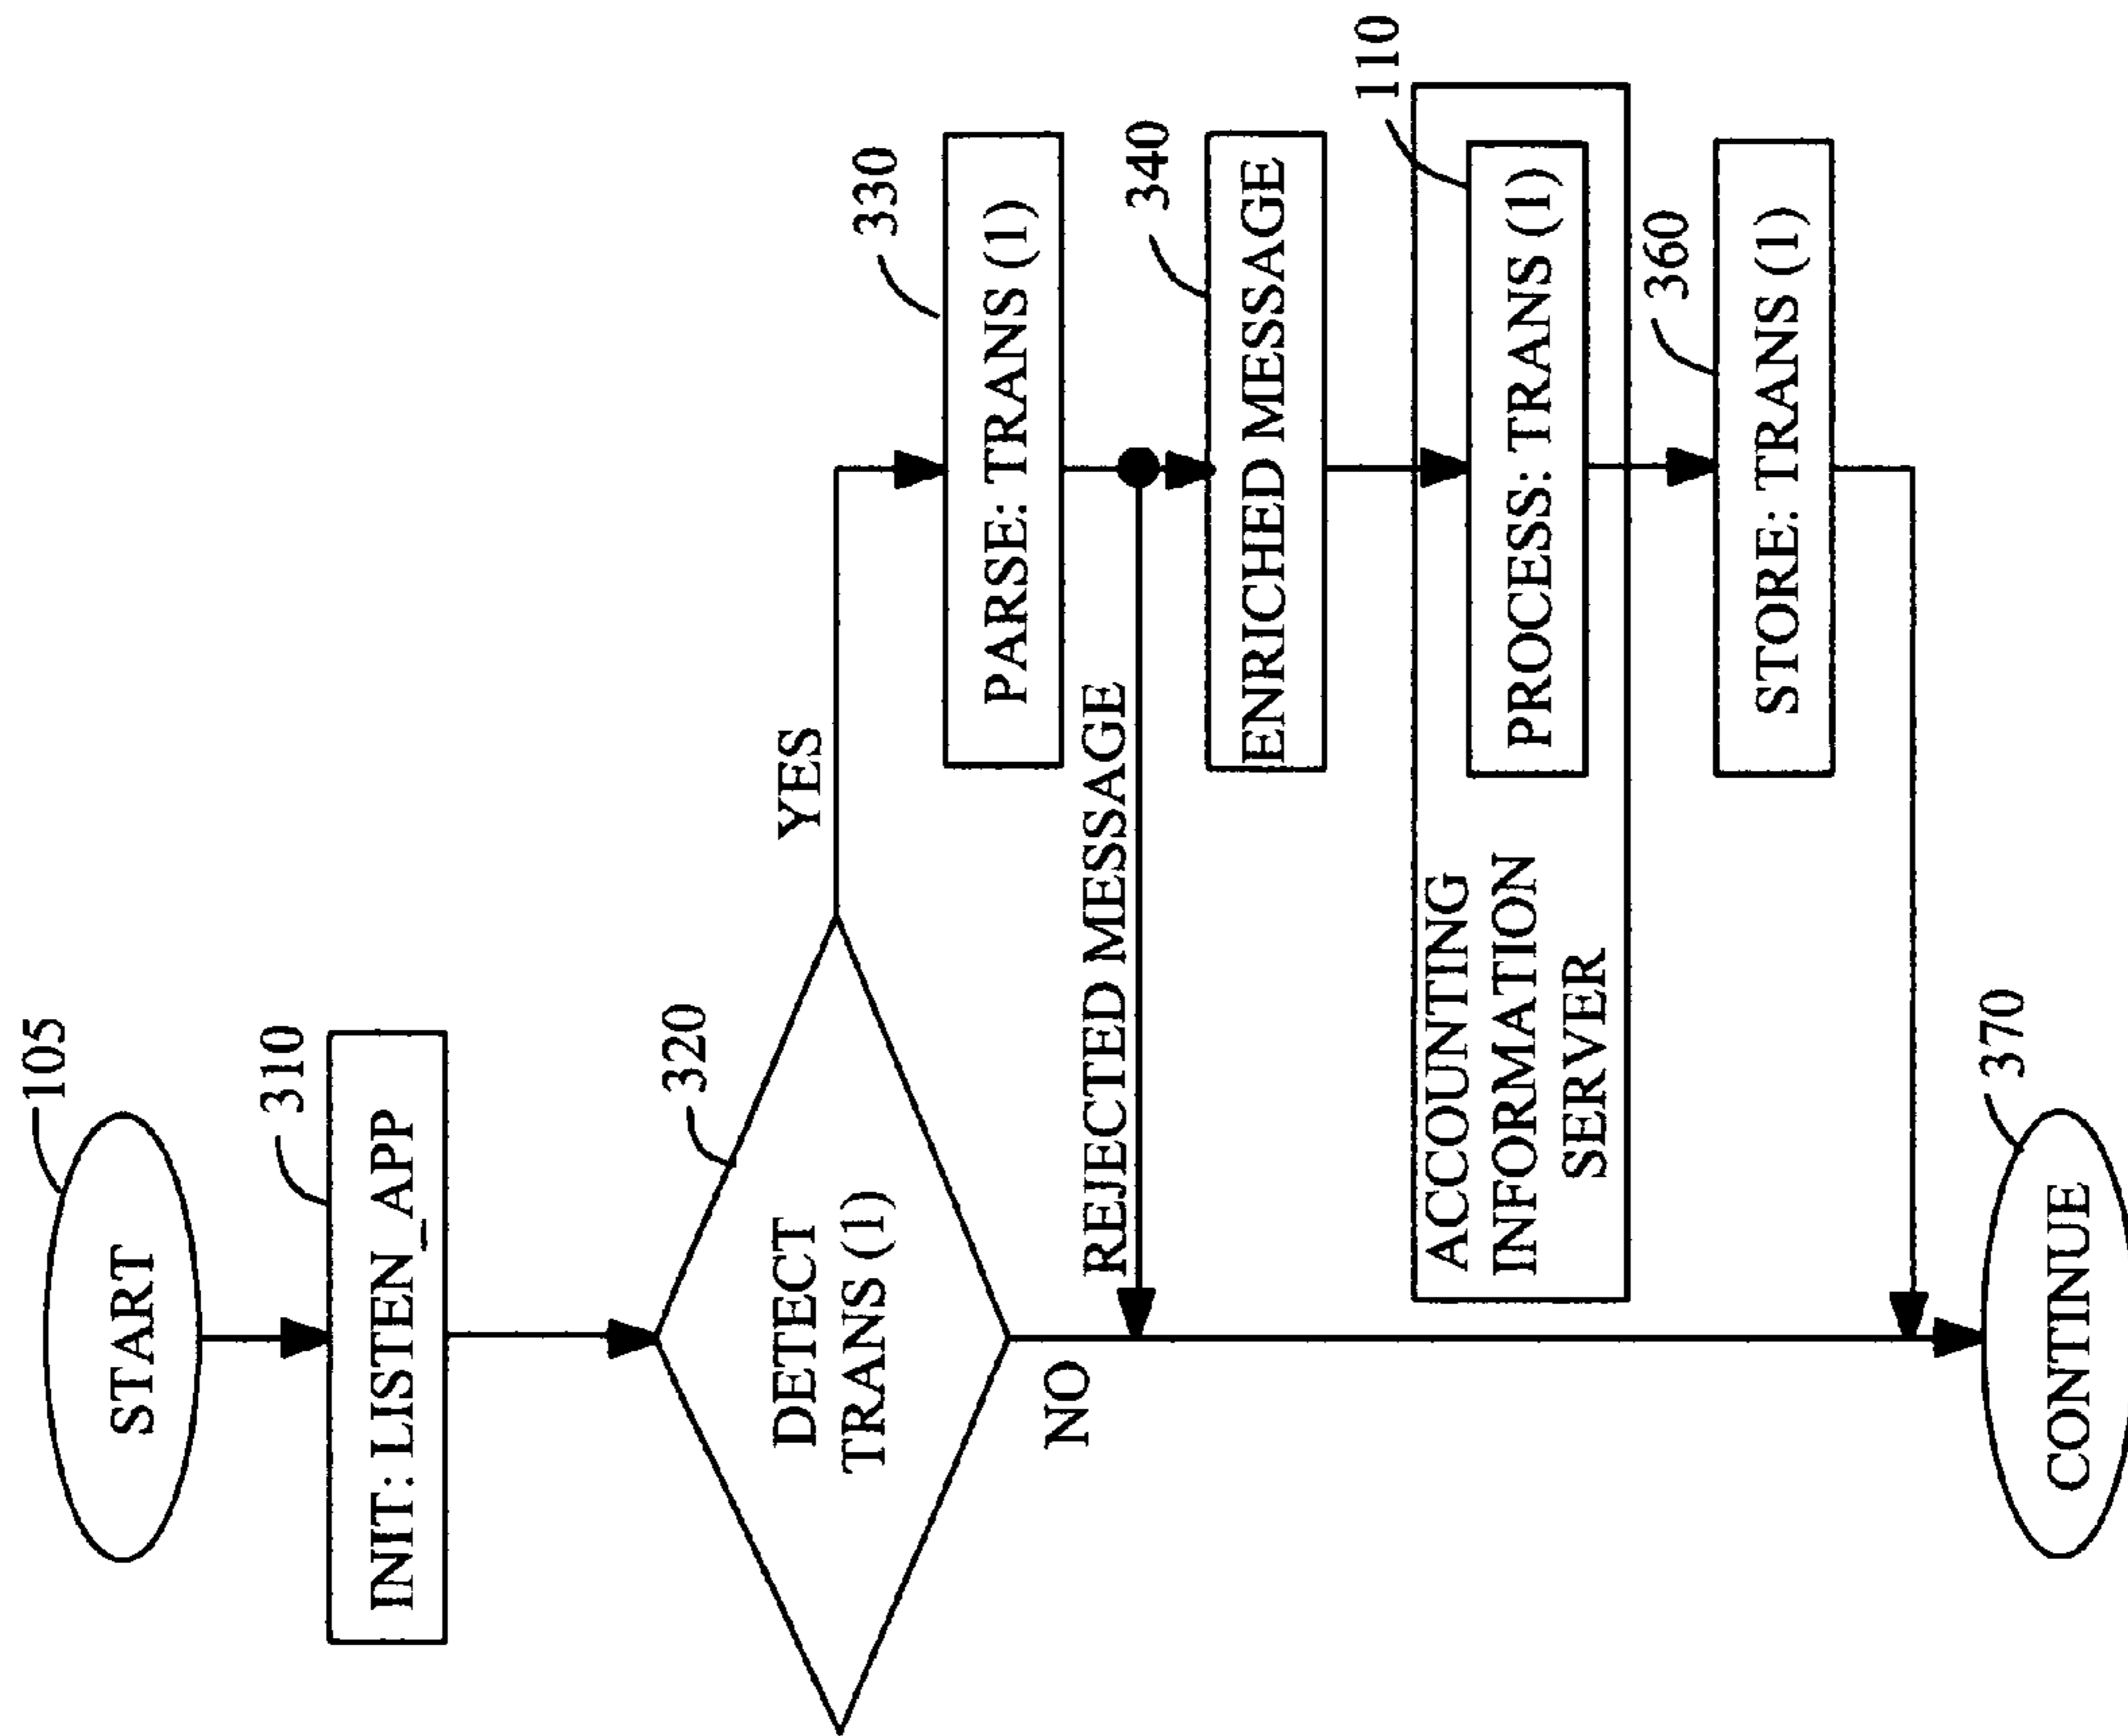 105
START
310
INIT: LISTEN_APP
320
DETECT
TRANS (1)
YES
NO
330
PARSE: TRANS (1)
REJECTED MESSAGE
340
ENRICHED MESSAGE
110
ACCOUNTING
INFORMATION
SERVER
PROCESS: TRANS (1)
360
STORE: TRANS (1)
370
CONTINUE